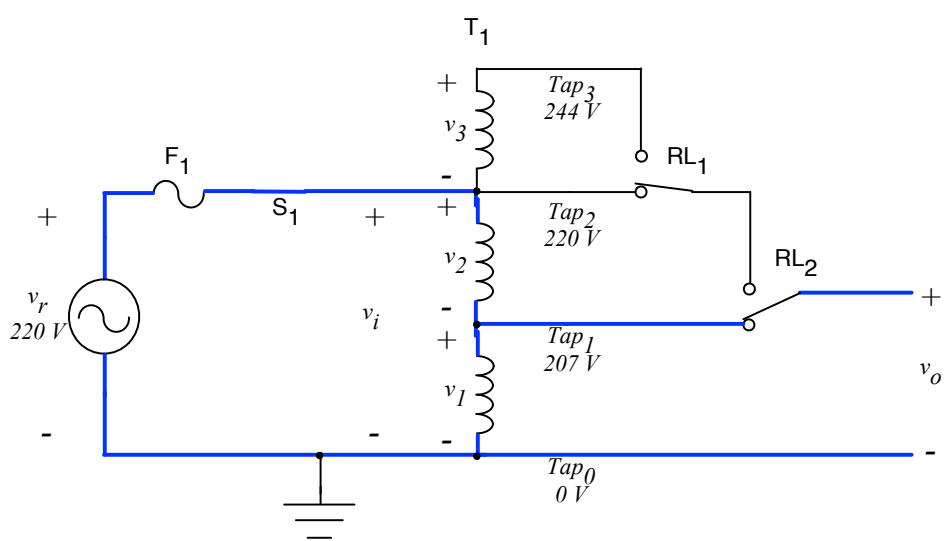 T1
+
Tap3
244 V
v3
F1
RL1
-
+
S1
+
+
Tap2
220 V
v2
RL2
vr
220 V
vi
-
+
+
Tap1
207 V
vo
v1
-
-
-
-
Tap0
0 V